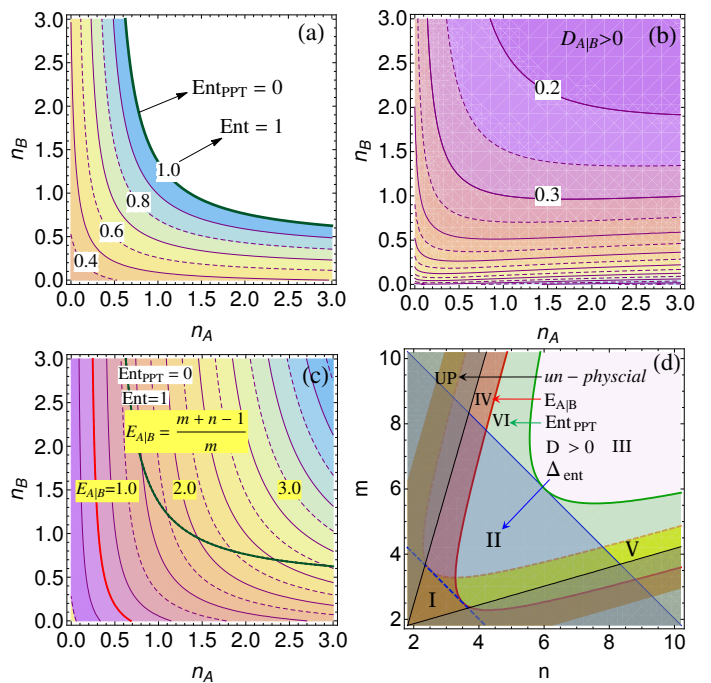 (a)
3.0
2.5
2.0
1.5
1.0
0.5
0.0
n_B
Ent_PPT = 0
Ent = 1
1.0
0.8
0.6
0.4
0.0 0.5 1.0 1.5 2.0 2.5 3.0
n_A
D_{A|B}>0 (b)
3.0
2.5
2.0
1.5
1.0
0.5
0.0
n_B
0.2
0.3
0.0 0.5 1.0 1.5 2.0 2.5 3.0
n_A
(c)
3.0
2.5
2.0
1.5
1.0
0.5
0.0
n_B
Ent_PPT = 0
Ent=1
E_{A|B} = \frac{m + n - 1}{m}
E_{A|B}=1.0 2.0 3.0
0.0 0.5 1.0 1.5 2.0 2.5 3.0
n_A
(d)
10
8
6
4
2
m
UP un - physcial
IV E_{A|B}
VI Ent_PPT
D > 0 III
Δ_ent
II
V
I
2 4 6 8 10
n